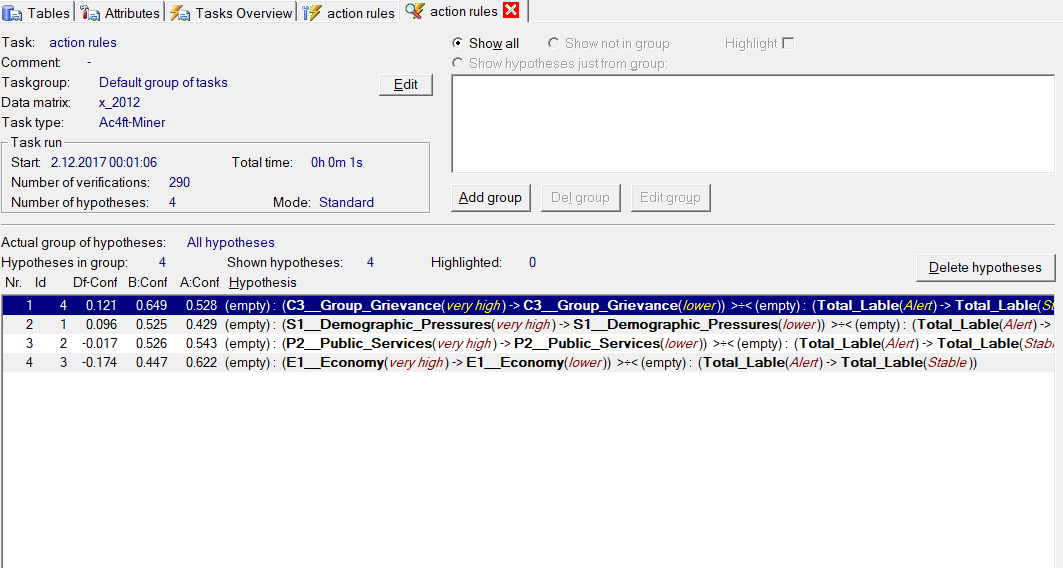 Tables Attributes Tasks Overview action rules action rules
Task: action rules
Comment: -
Taskgroup: Default group of tasks
Edit
Data matrix: x_2012
Task type: Ac4ft-Miner
Task run
Start: 2.12.2017 00:01:06 Total time: 0h 0m 1s
Number of verifications: 290
Number of hypotheses: 4 Mode: Standard
Show all Show not in group Highlight
Show hypotheses just from group:
Add group Del group Edit group
Actual group of hypotheses: All hypotheses
Hypotheses in group: 4 Shown hypotheses: 4 Highlighted: 0
Delete hypotheses
Nr. Id Df-Conf B:Conf A:Conf Hypothesis
1 4 0.121 0.649 0.528 (empty) : (C3__Group_Grievance(very high) -> C3__Group_Grievance(lower)) >÷< (empty) : (Total_Lable(Alert) -> Total_Lable(St
2 1 0.096 0.525 0.429 (empty) : (S1__Demographic_Pressures(very high) -> S1__Demographic_Pressures(lower)) >÷< (empty) : (Total_Lable(Alert) ->
3 2 -0.017 0.526 0.543 (empty) : (P2__Public_Services(very high) -> P2__Public_Services(lower)) >÷< (empty) : (Total_Lable(Alert) -> Total_Lable(Stabl
4 3 -0.174 0.447 0.622 (empty) : (E1__Economy(very high) -> E1__Economy(lower)) >÷< (empty) : (Total_Lable(Alert) -> Total_Lable(Stable))